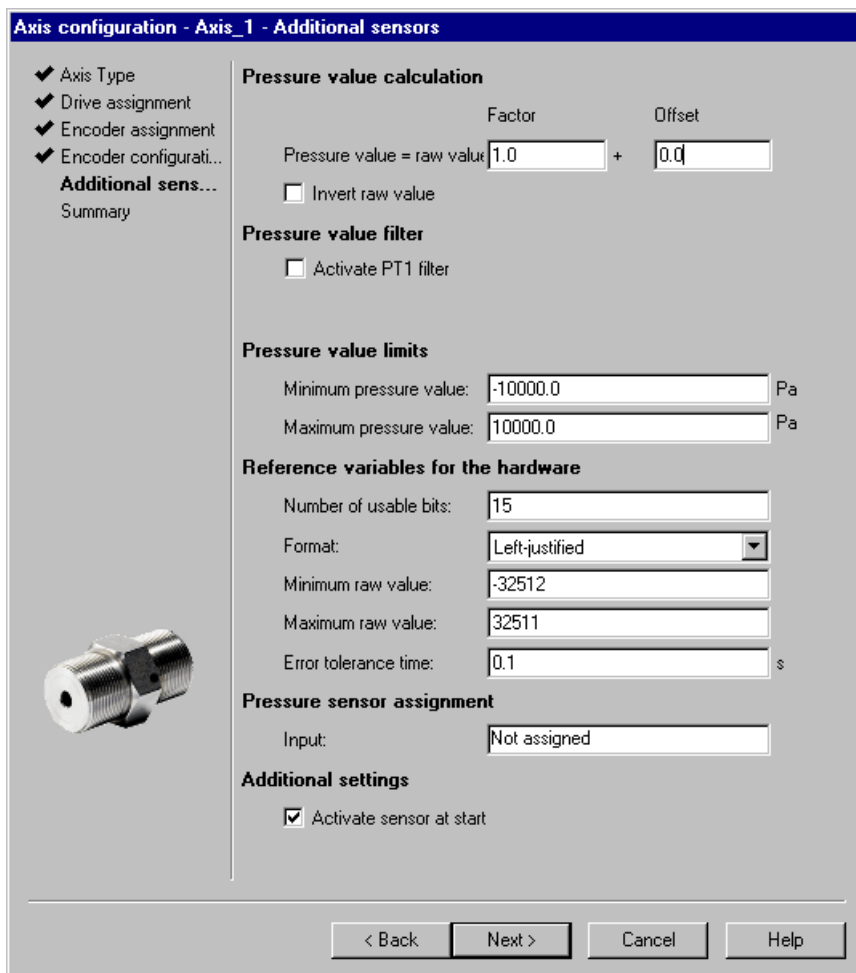 Axis configuration - Axis_1 - Additional sensors
Axis Type
Drive assignment
Encoder assignment
Encoder configurati...
Additional sens...
Summary
Pressure value calculation
Factor Offset
Pressure value = raw value 1.0 + 0.0
Invert raw value
Pressure value filter
Activate PT1 filter
Pressure value limits
Minimum pressure value: -10000.0 Pa
Maximum pressure value: 10000.0 Pa
Reference variables for the hardware
Number of usable bits: 15
Format: Left-justified
Minimum raw value: -32512
Maximum raw value: 32511
Error tolerance time: 0.1 s
Pressure sensor assignment
Input: Not assigned
Additional settings
Activate sensor at start
< Back Next > Cancel Help